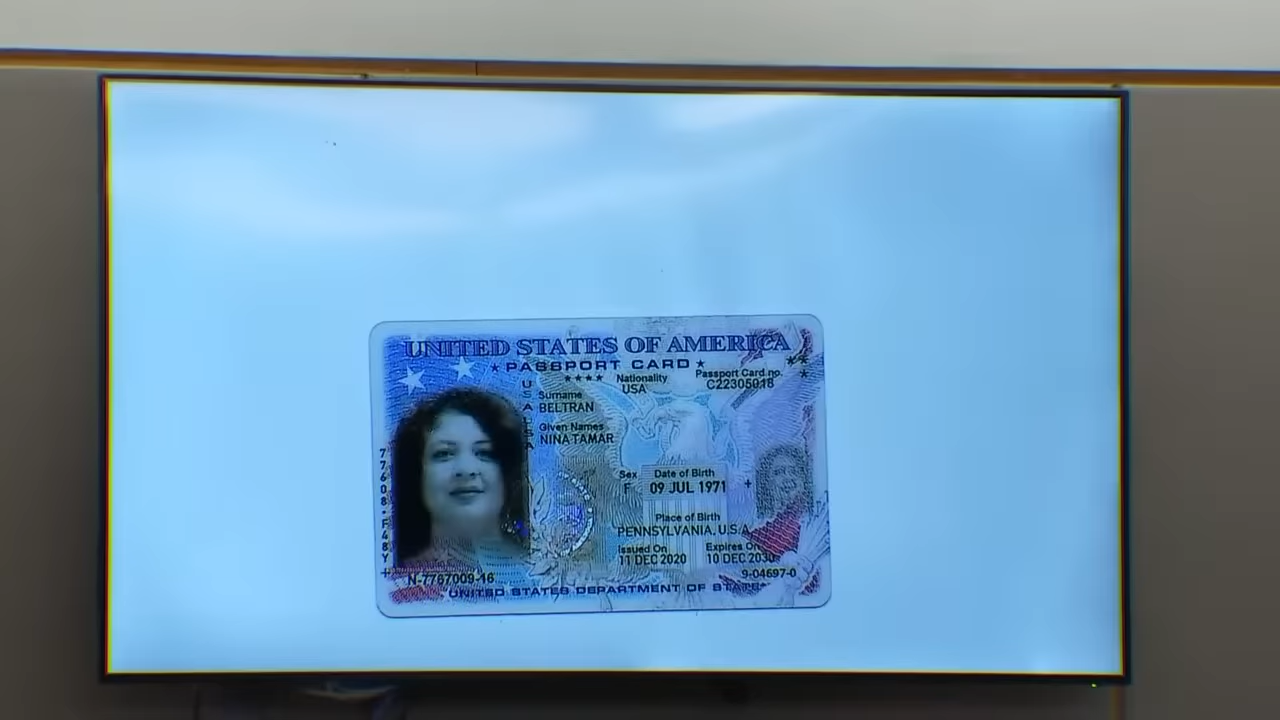 UNITED STATES OF AMERICA
PASSPORT CARD
USA
Nationality
USA
Passport Card no.
C22305018
Surname
BELTRAN
Given Names
NINA TAMAR
Sex
F
Date of Birth
09 JUL 1971
Place of Birth
PENNSYLVANIA, U.S.A.
Issued On
11 DEC 2020
Expires On
10 DEC 2030
N-7767009-16
9-04697-0
UNITED STATES DEPARTMENT OF STATE